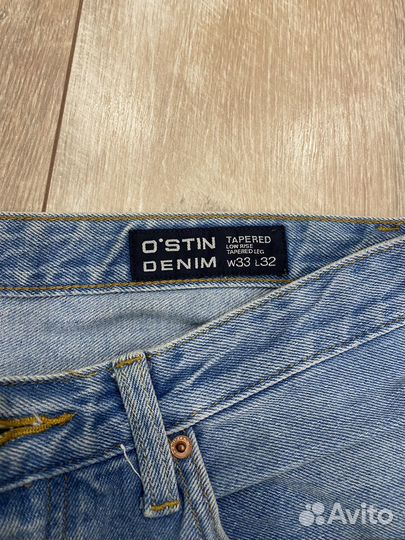 O'STIN
DENIM
TAPERED
LOW RISE
TAPERED LEG
W33 L32
Avito